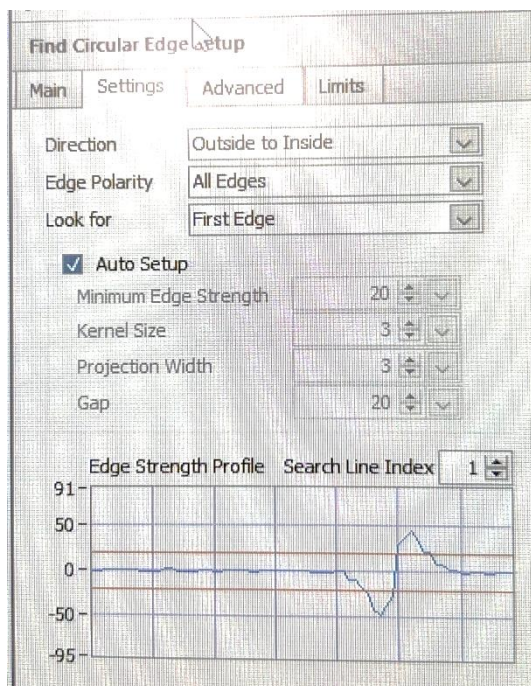 Find Circular Edge Setup
Main Settings Advanced Limits
Direction Outside to Inside
Edge Polarity All Edges
Look for First Edge
Auto Setup
Minimum Edge Strength 20
Kernel Size 3
Projection Width 3
Gap 20
Edge Strength Profile Search Line Index 1
91
50
0
-50
-95